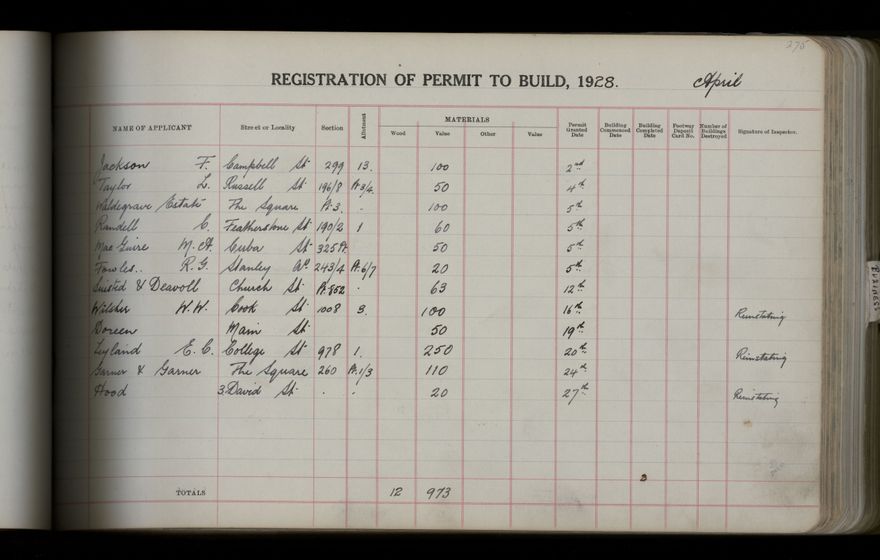 275
REGISTRATION OF PERMIT TO BUILD, 1928. April
NAME OF APPLICANT Street or Locality Section Allotment MATERIALS Wood Value Other Value Permit Granted Date Building Commenced Date Building Completed Date Footway Deposit Card No. Number of Buildings Destroyed Signature of Inspector.
Jackson F. Campbell St 299 13. 100 2nd
Taylor L. Russell St 196/8 Pt 3/4. 50 4th
Waldegrave Estate The Square Pt 3. . 100 5th
Randell C. Featherstone St 190/2 1 60 5th
MacGuire M. A. Cuba St 325 Pt. 50 5th
Fowles.. R. G. Stanley Av. 243/4 Pt. 6/7 20 5th
& Deavoll Church St Pt. 852 . 63 12th
Wilcher W. W. Cook St 1008 3. 100 16th Reinstating
Doreen Main St 50 19th
Leyland E. C. College St 978 1. 250 20th Reinstating
Garner & Garner The Square 260 Pt. 1/3 110 24th
Hood 3. David St . . 20 27th Reinstating
3
TOTALS 12 973